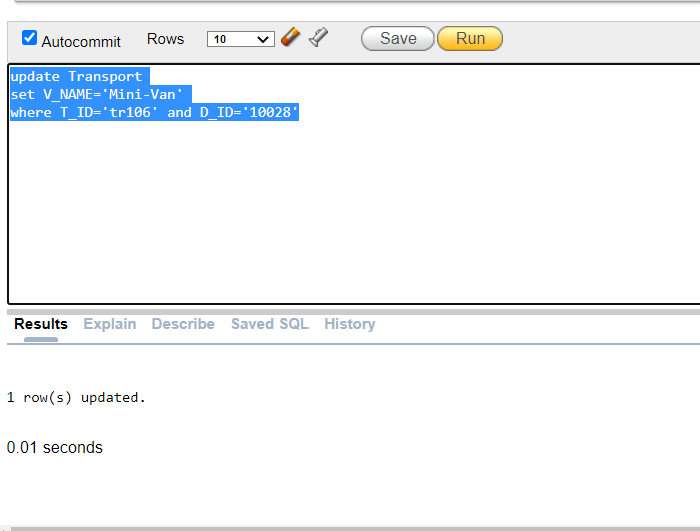 Autocommit Rows 10 Save Run
update Transport
set V_NAME='Mini-Van'
where T_ID='tr106' and D_ID='10028'
Results Explain Describe Saved SQL History
1 row(s) updated.
0.01 seconds